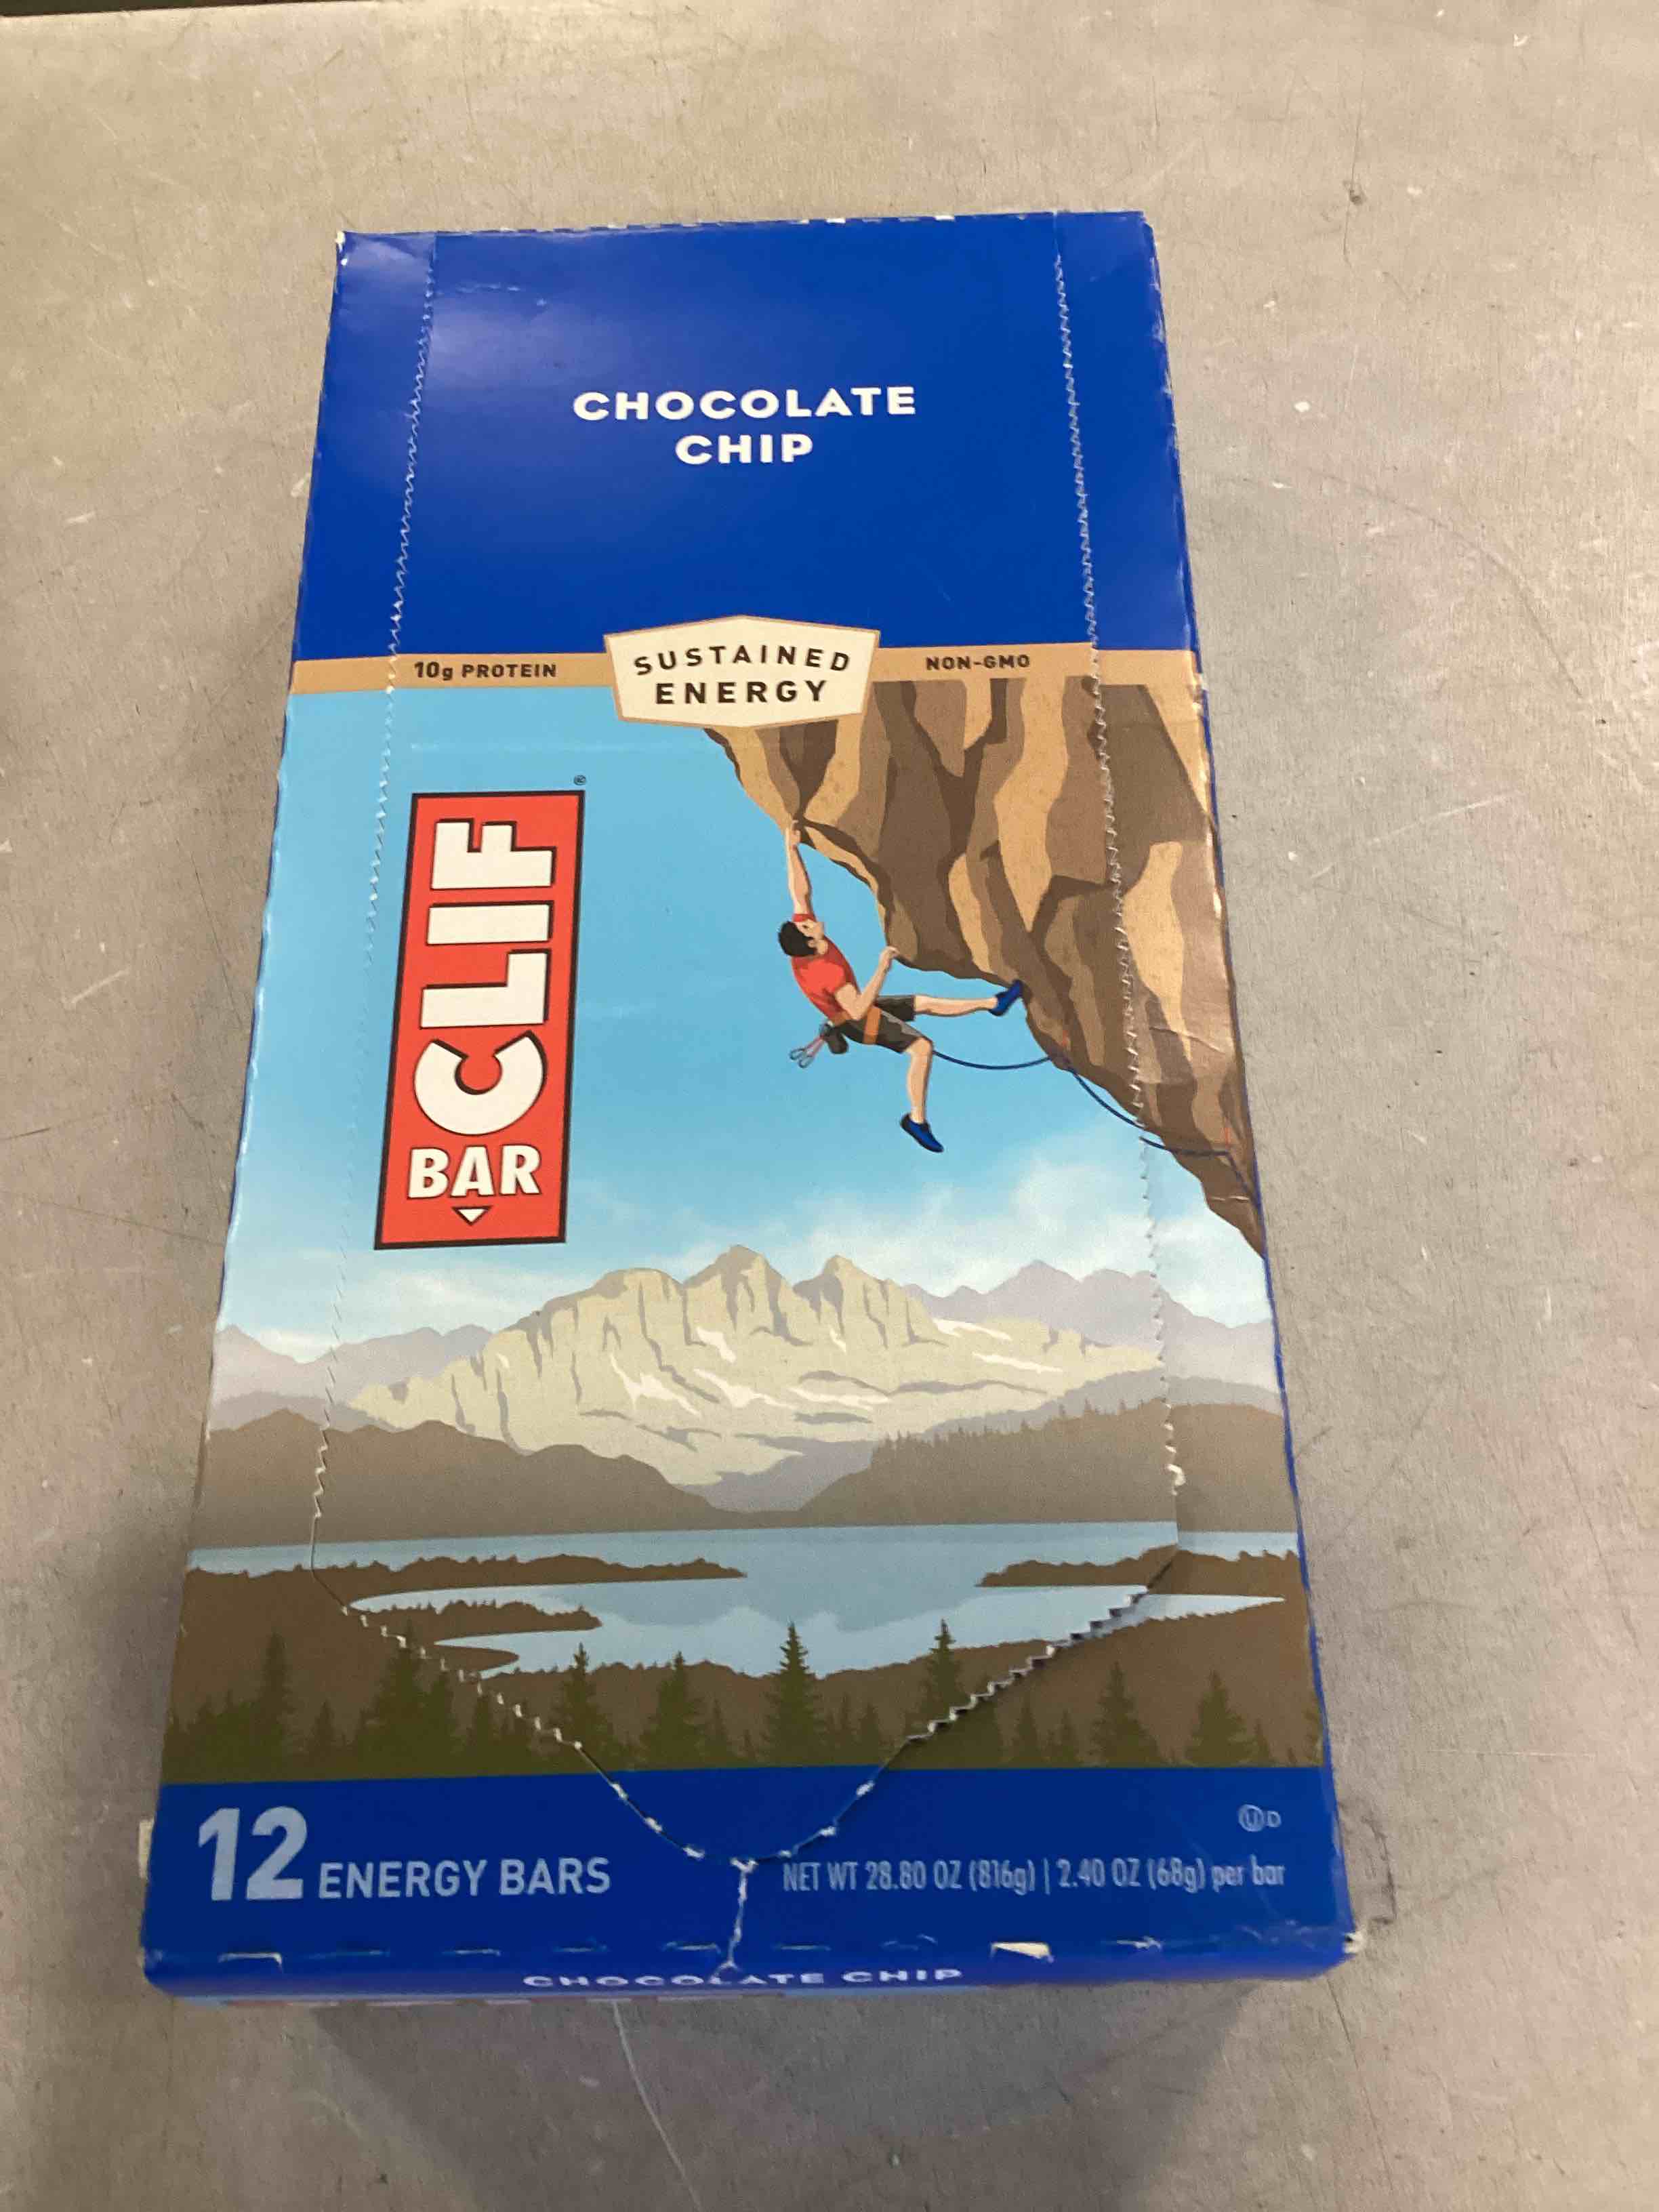 CHOCOLATE
CHIP
10g PROTEIN
SUSTAINED
ENERGY
NON-GMO
CLIF
BAR
®
12 ENERGY BARS
UD
NET WT 28.80 OZ (816g) | 2.40 OZ (68g) per bar
CHOCOLATE CHIP